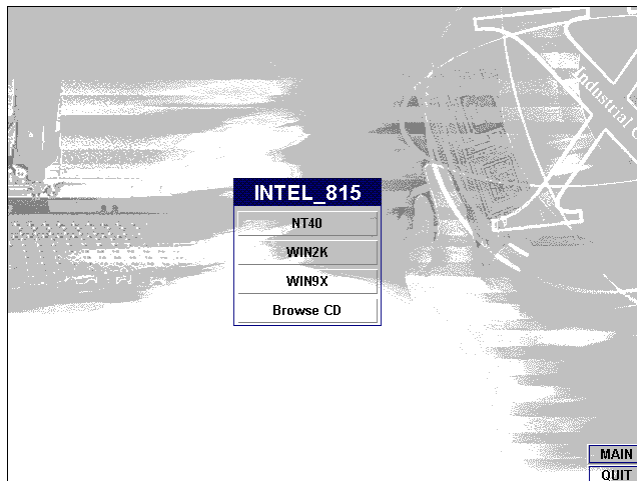 Industrial
INTEL_815
NT40
WIN2K
WIN9X
Browse CD
MAIN
QUIT